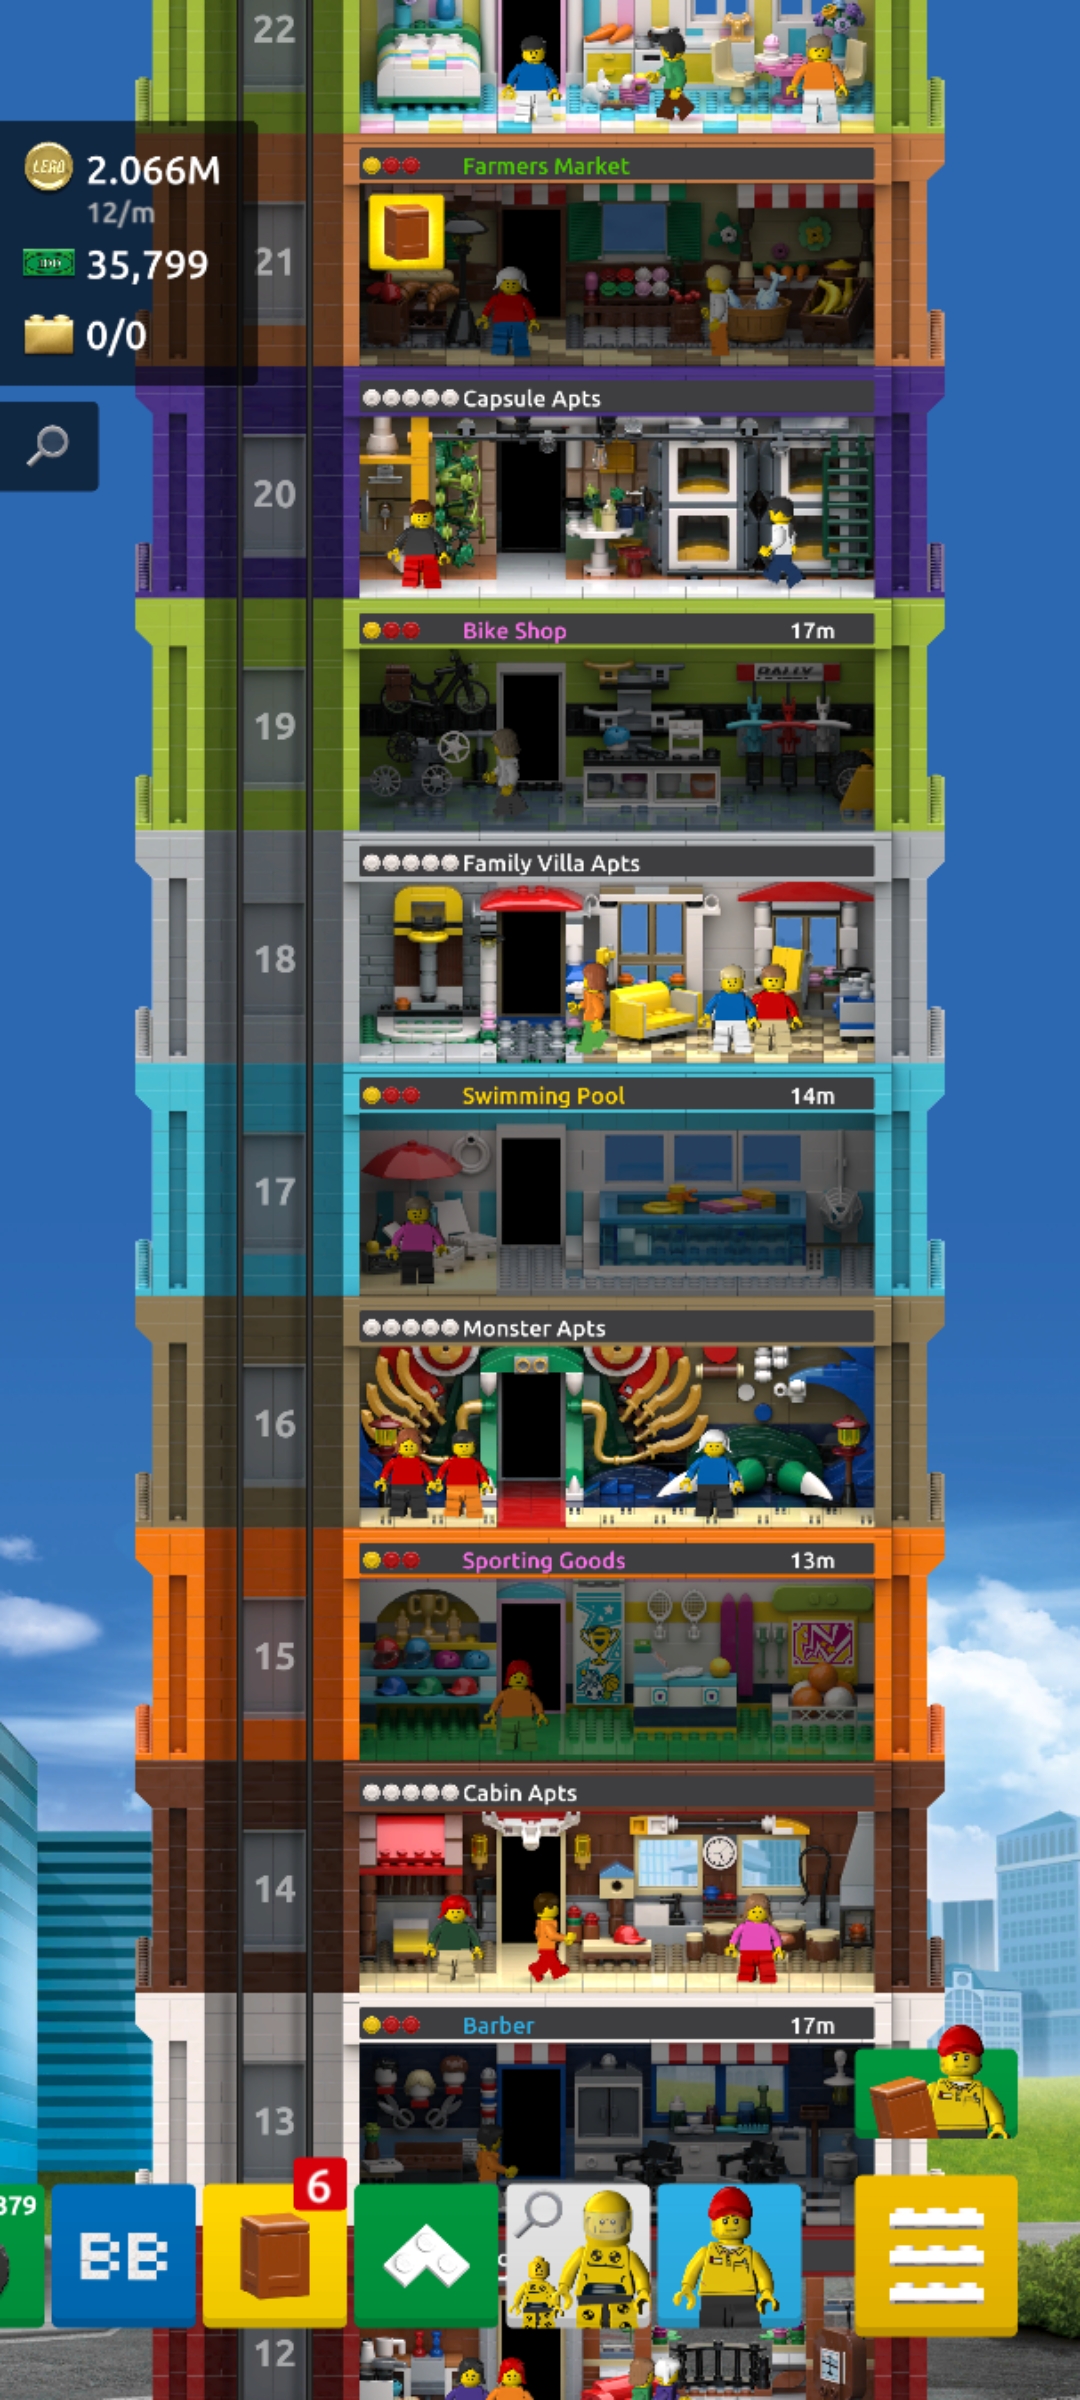 22
Farmers Market
LEGO
2.066M
12/m
35,799
0/0
21
Capsule Apts
20
Bike Shop 17m
RALLY
19
Family Villa Apts
18
Swimming Pool 14m
17
Monster Apts
16
Sporting Goods 13m
N
15
Cabin Apts
14
Barber 17m
13
6
379
BB
12